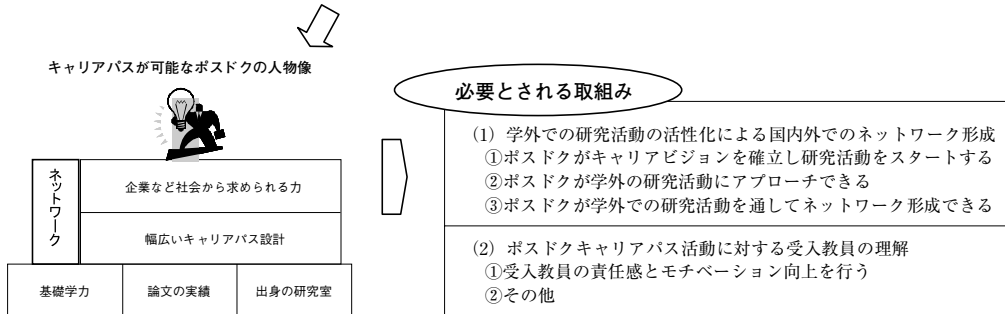 キャリアパスが可能なポスドクの人物像
ネットワーク
企業など社会から求められる力
幅広いキャリアパス設計
基礎学力
論文の実績
出身の研究室
必要とされる取組み
(1) 学外での研究活動の活性化による国内外でのネットワーク形成
①ポスドクがキャリアビジョンを確立し研究活動をスタートする
②ポスドクが学外の研究活動にアプローチできる
③ポスドクが学外での研究活動を通してネットワーク形成できる
(2) ポスドクキャリアパス活動に対する受入教員の理解
①受入教員の責任感とモチベーション向上を行う
②その他